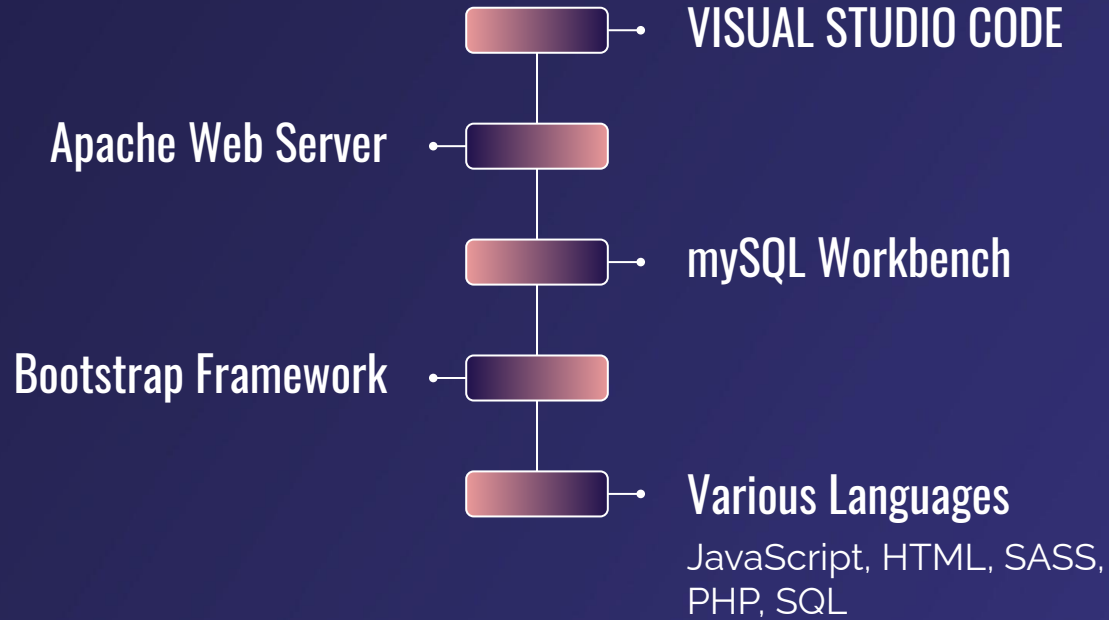 VISUAL STUDIO CODE
Apache Web Server
mySQL Workbench
Bootstrap Framework
Various Languages
JavaScript, HTML, SASS,
PHP, SQL